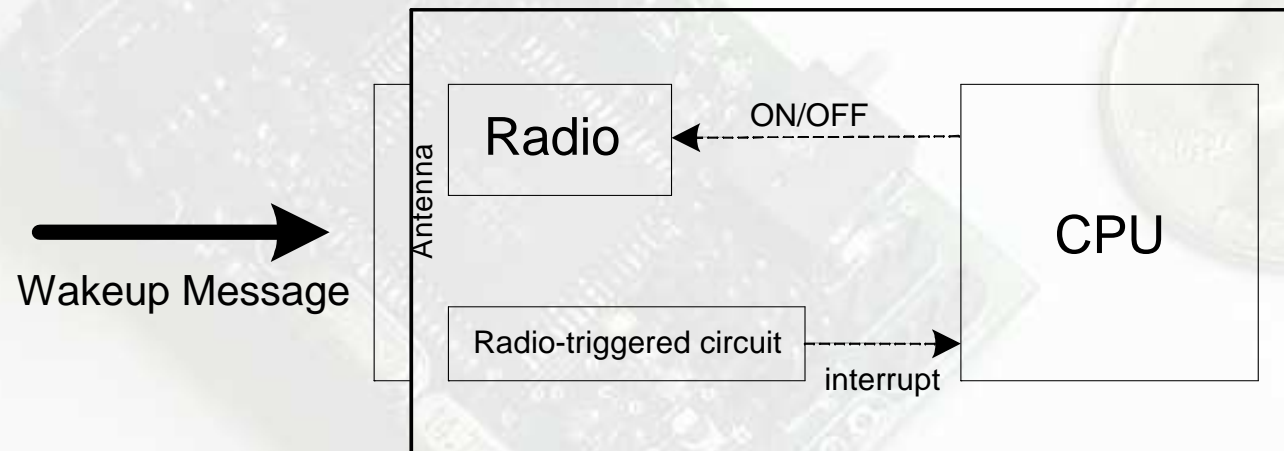 Radio
ON/OFF
Antenna
CPU
Wakeup Message
Radio-triggered circuit
interrupt